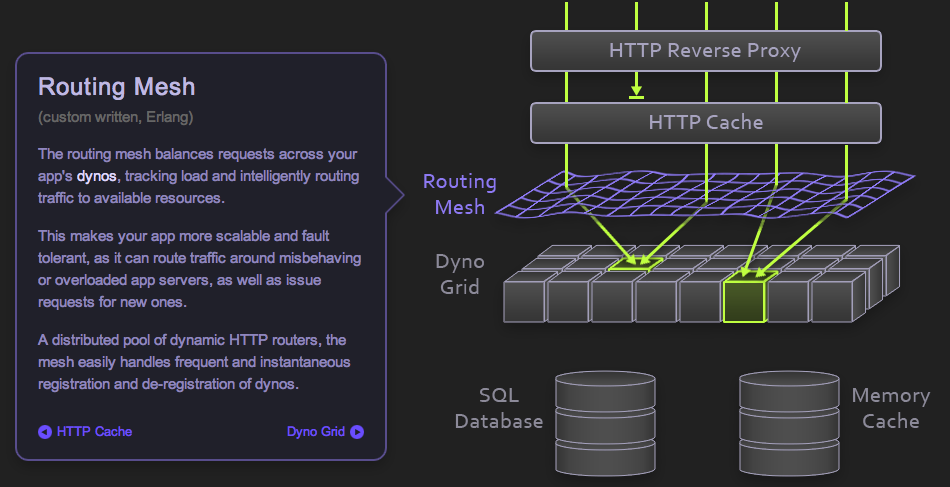 Routing Mesh
(custom written, Erlang)
The routing mesh balances requests across your
app's dynos, tracking load and intelligently routing
traffic to available resources.
This makes your app more scalable and fault
tolerant, as it can route traffic around misbehaving
or overloaded app servers, as well as issue
requests for new ones.
A distributed pool of dynamic HTTP routers, the
mesh easily handles frequent and instantaneous
registration and de-registration of dynos.
HTTP Cache
Dyno Grid
HTTP Reverse Proxy
HTTP Cache
Routing
Mesh
Dyno
Grid
SQL
Database
Memory
Cache